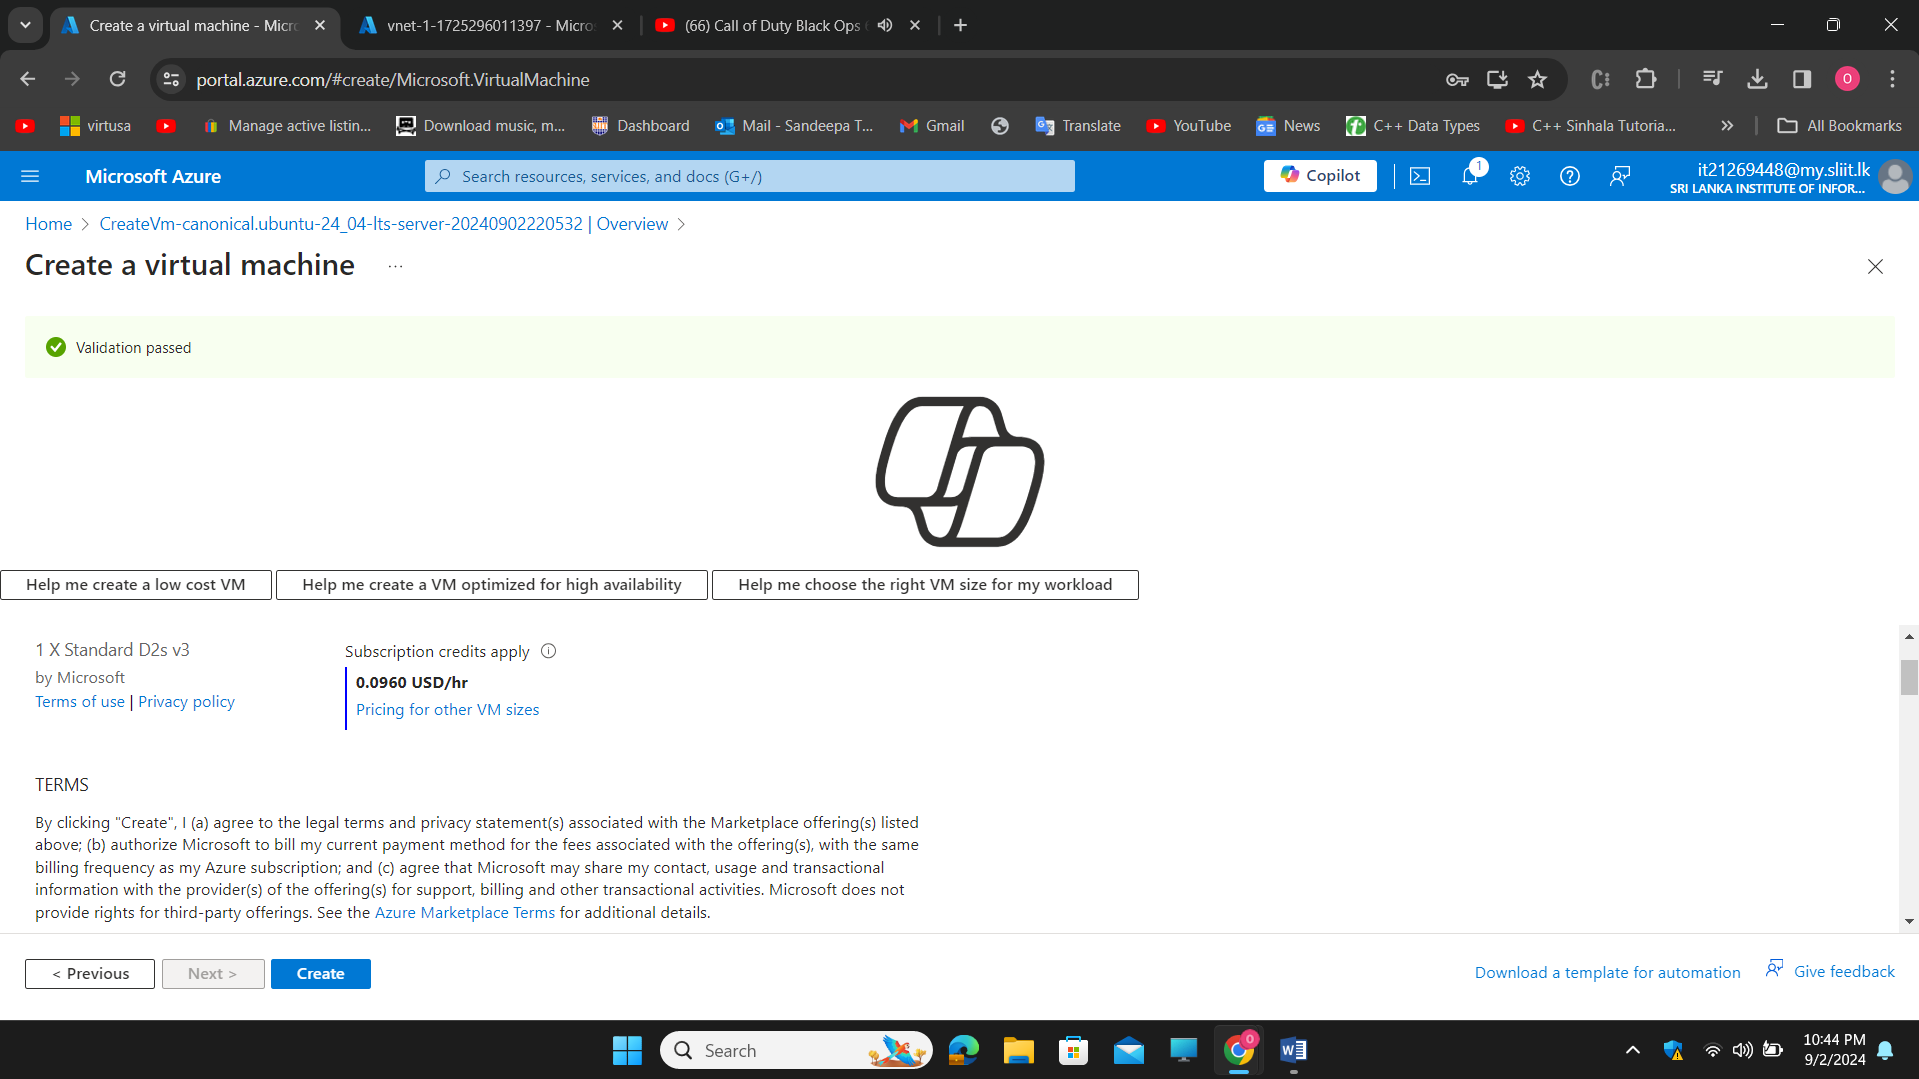 Create a virtual machine - Micro
vnet-1-1725296011397 - Micros
(66) Call of Duty Black Ops
portal.azure.com/#create/Microsoft.VirtualMachine
O
virtusa
Manage active listin...
Download music, m...
Dashboard
Mail - Sandeepa T...
Gmail
Translate
YouTube
News
C++ Data Types
C++ Sinhala Tutoria...
All Bookmarks
Microsoft Azure
Search resources, services, and docs (G+/)
Copilot
1
it21269448@my.sliit.lk
SRI LANKA INSTITUTE OF INFOR...
Home > CreateVm-canonical.ubuntu-24_04-lts-server-20240902220532 | Overview >
Create a virtual machine ...
Validation passed
Help me create a low cost VM
Help me create a VM optimized for high availability
Help me choose the right VM size for my workload
1 X Standard D2s v3
by Microsoft
Terms of use | Privacy policy
Subscription credits apply
0.0960 USD/hr
Pricing for other VM sizes
TERMS
By clicking "Create", I (a) agree to the legal terms and privacy statement(s) associated with the Marketplace offering(s) listed
above; (b) authorize Microsoft to bill my current payment method for the fees associated with the offering(s), with the same
billing frequency as my Azure subscription; and (c) agree that Microsoft may share my contact, usage and transactional
information with the provider(s) of the offering(s) for support, billing and other transactional activities. Microsoft does not
provide rights for third-party offerings. See the Azure Marketplace Terms for additional details.
< Previous
Next >
Create
Download a template for automation
Give feedback
Search
10:44 PM
9/2/2024